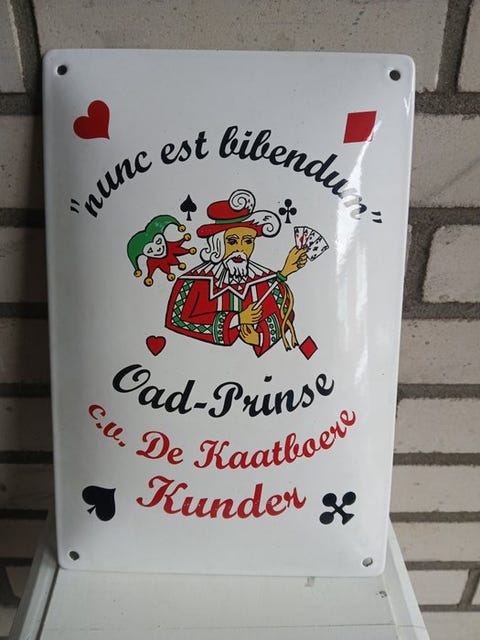 "nunc est bibendum"
Oad-Prinse
c.v. De Kaatboere
Kunder